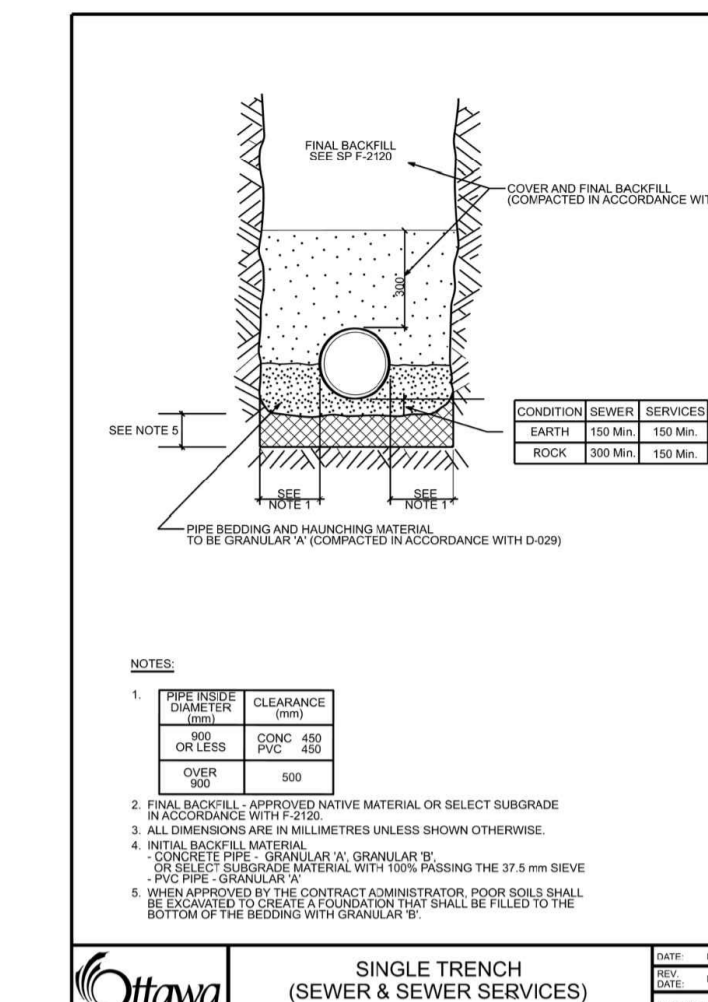 FINAL BACKFILL
SEE SP F-2120
COVER AND FINAL BACKFILL
(COMPACTED IN ACCORDANCE WIT
300
SEE NOTE 5
CONDITION SEWER SERVICES
EARTH 150 Min. 150 Min.
ROCK 300 Min. 150 Min.
SEE
NOTE 1
SEE
NOTE 1
PIPE BEDDING AND HAUNCHING MATERIAL
TO BE GRANULAR 'A' (COMPACTED IN ACCORDANCE WITH D-029)
NOTES:
1.
PIPE INSIDE
DIAMETER
(mm)
CLEARANCE
(mm)
900
OR LESS
CONC 450
PVC 450
OVER
900
500
2. FINAL BACKFILL - APPROVED NATIVE MATERIAL OR SELECT SUBGRADE
IN ACCORDANCE WITH F-2120.
3. ALL DIMENSIONS ARE IN MILLIMETRES UNLESS SHOWN OTHERWISE.
4. INITIAL BACKFILL MATERIAL
- CONCRETE PIPE - GRANULAR 'A', GRANULAR 'B',
OR SELECT SUBGRADE MATERIAL WITH 100% PASSING THE 37.5 mm SIEVE
- PVC PIPE - GRANULAR 'A'
5. WHEN APPROVED BY THE CONTRACT ADMINISTRATOR, POOR SOILS SHALL
BE EXCAVATED TO CREATE A FOUNDATION THAT SHALL BE FILLED TO THE
BOTTOM OF THE BEDDING WITH GRANULAR 'B'.
Ottawa
SINGLE TRENCH
(SEWER & SEWER SERVICES)
DATE:
REV.
DATE: